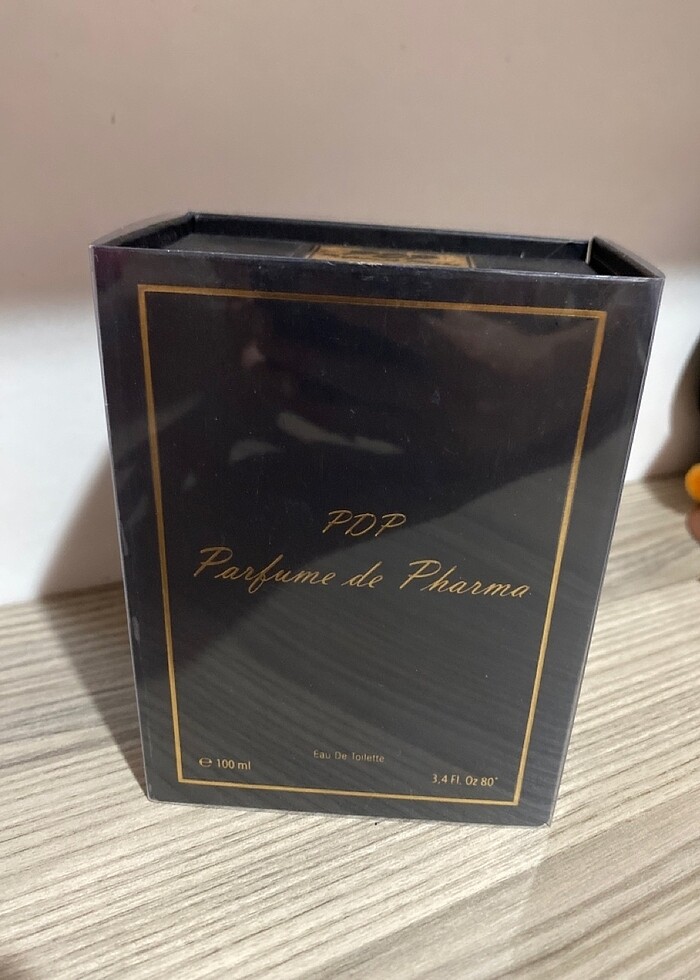 PDP
Parfume de Pharma
Eau De Toilette
℮ 100 ml
3,4 Fl. Oz 80°